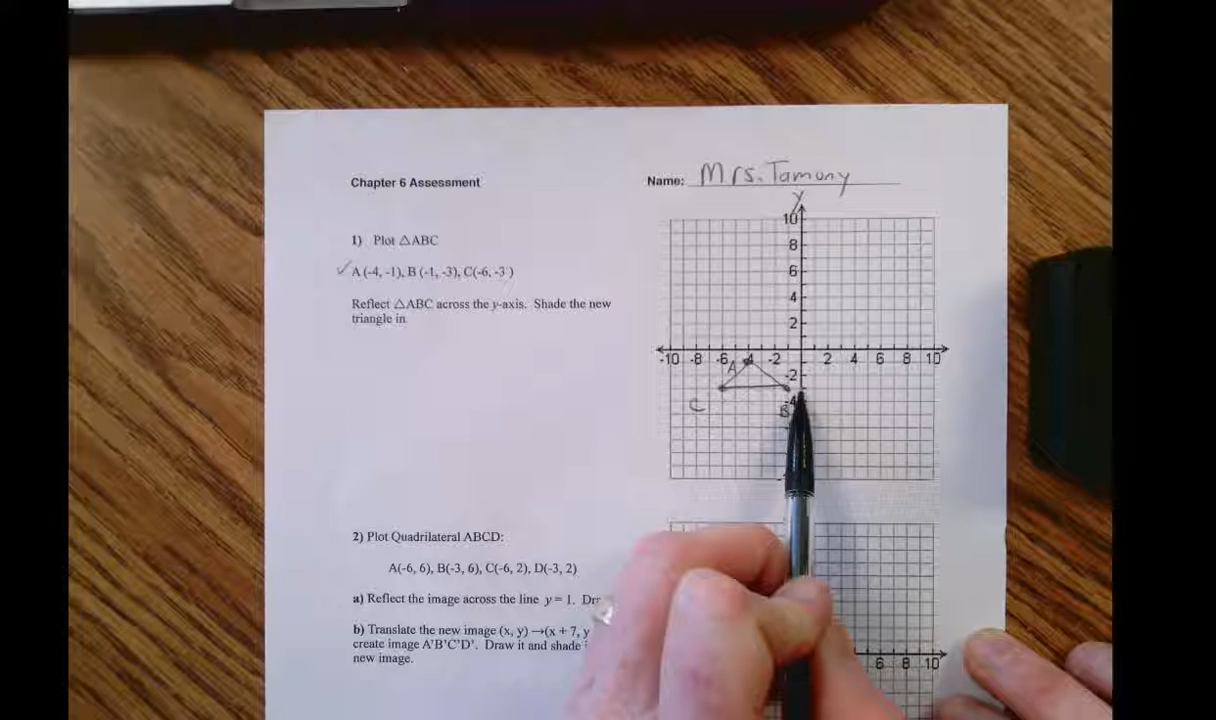 Chapter 6 Assessment
Name: Mrs. Tamony
1) Plot △ABC
✓A (-4, -1), B (-1, -3), C(-6, -3 )
Reflect △ABC across the y-axis. Shade the new
triangle in
y
10
8
6
4
2
-10 -8 -6 -4 -2 2 4 6 8 10
A
-2
-4
C
B
2) Plot Quadrilateral ABCD:
A(-6, 6), B(-3, 6), C(-6, 2), D(-3, 2)
a) Reflect the image across the line y = 1.
b) Translate the new image (x, y) →(x + 7, y
create image A'B'C'D'. Draw it and shade
new image.
6 8 10